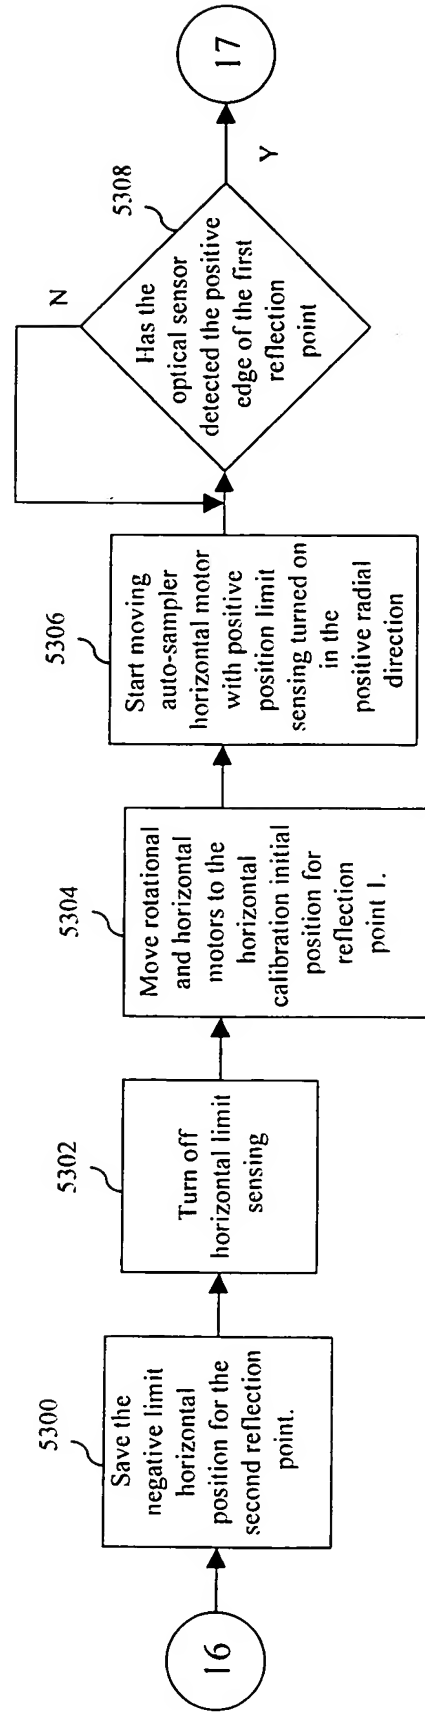 16
5300
Save the
negative limit
horizontal
position for the
second reflection
point.
5302
Turn off
horizontal limit
sensing
5304
Move rotational
and horizontal
motors to the
horizontal
calibration initial
position for
reflection
point 1.
5306
Start moving
auto-sampler
horizontal motor
with positive
position limit
sensing turned on
in the
positive radial
direction
5308
Has the
optical sensor
detected the positive
edge of the first
reflection
point
N
Y
17